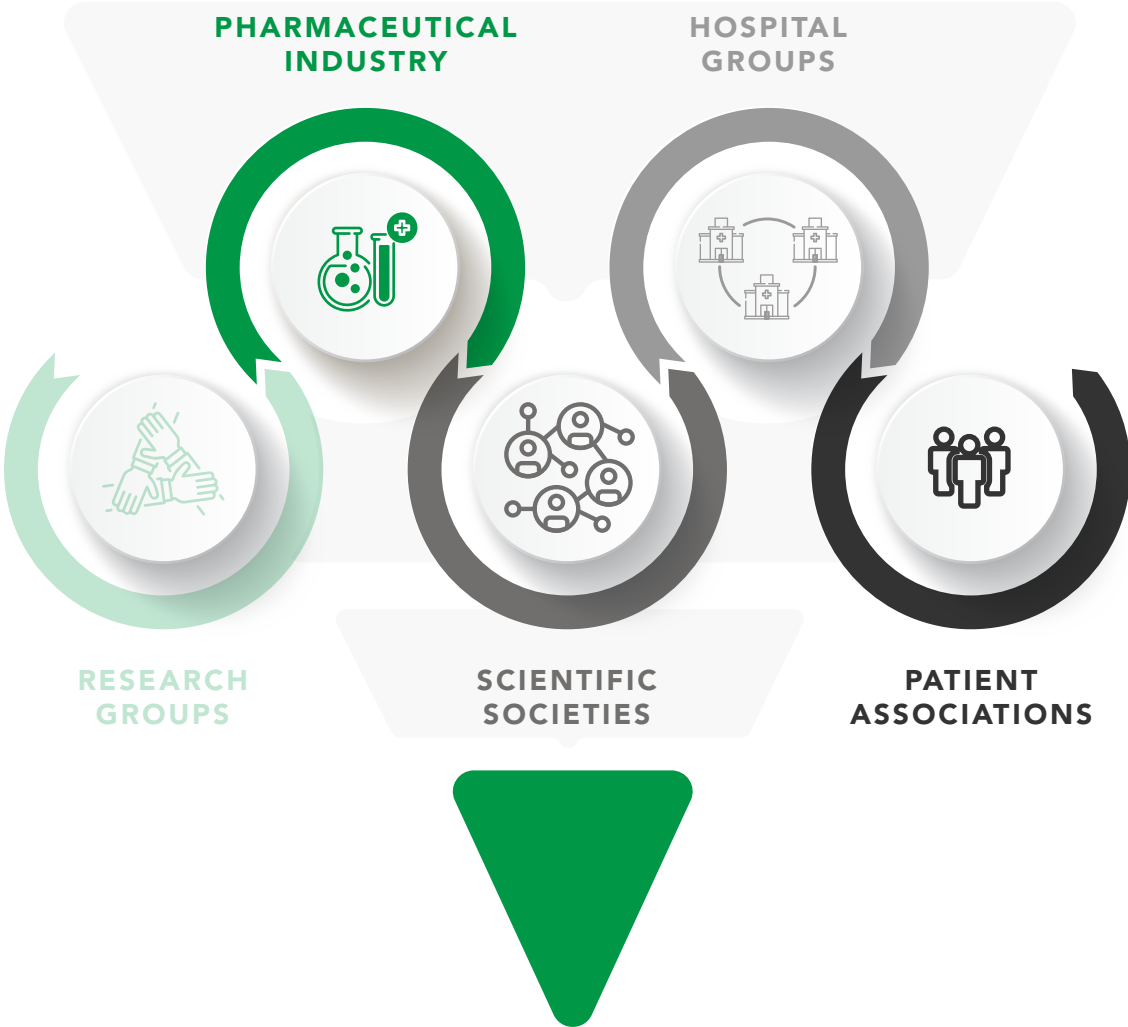 PHARMACEUTICAL
INDUSTRY
HOSPITAL
GROUPS
RESEARCH
GROUPS
SCIENTIFIC
SOCIETIES
PATIENT
ASSOCIATIONS